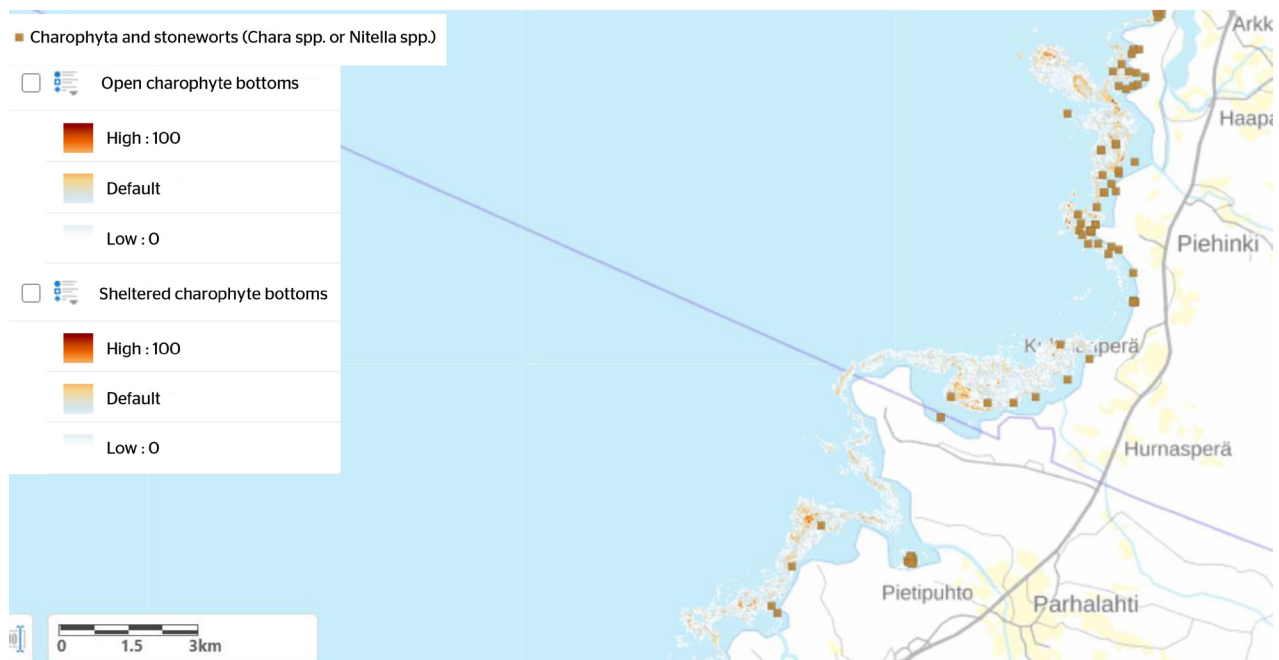 Charophyta and stoneworts (Chara spp. or Nitella spp.)
Open charophyte bottoms
High : 100
Default
Low : 0
Sheltered charophyte bottoms
High : 100
Default
Low : 0
Arkk
Haapa
Piehinki
Hurnasperä
Pietipuhto
Parhalahti
0 1.5 3km